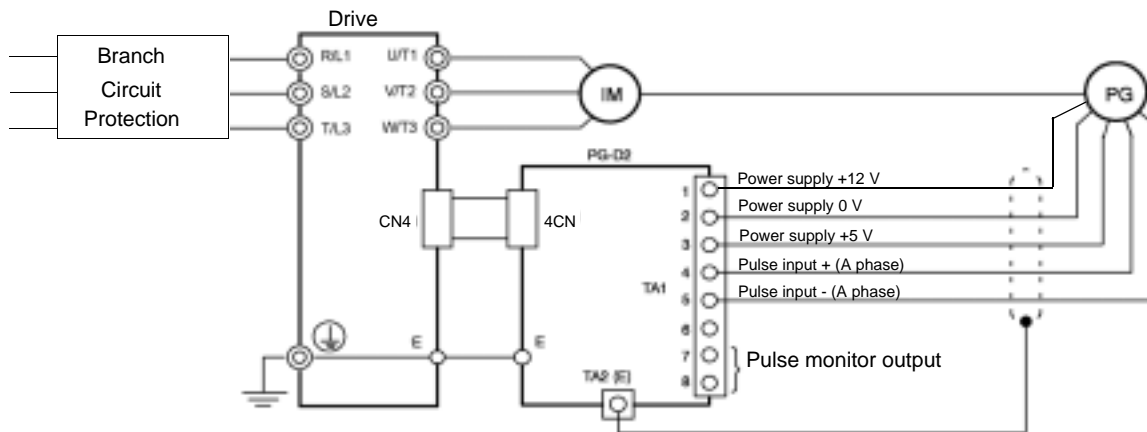 Drive
Branch
Circuit
Protection
R/L1
S/L2
T/L3
U/T1
V/T2
W/T3
IM
PG
PG-D2
CN4
4CN
TA1
1
2
3
4
5
6
7
8
Power supply +12 V
Power supply 0 V
Power supply +5 V
Pulse input + (A phase)
Pulse input - (A phase)
Pulse monitor output
E
E
TA2 (E)